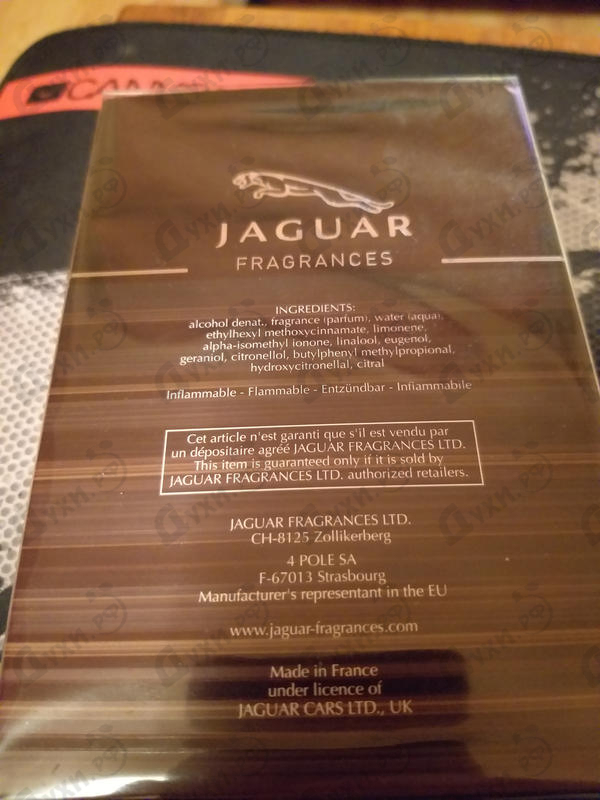 JAGUAR
FRAGRANCES
INGREDIENTS:
alcohol denat., fragrance (parfum), water (aqua),
ethylhexyl methoxycinnamate, limonene,
alpha-isomethyl ionone, linalool, eugenol,
geraniol, citronellol, butylphenyl methylpropional,
hydroxycitronellal, citral
Inflammable - Flammable - Entzündbar - Infiammabile
Cet article n'est garanti que s'il est vendu par
un dépositaire agréé JAGUAR FRAGRANCES LTD.
This item is guaranteed only if it is sold by
JAGUAR FRAGRANCES LTD. authorized retailers.
JAGUAR FRAGRANCES LTD.
CH-8125 Zollikerberg
4 POLE SA
F-67013 Strasbourg
Manufacturer's representant in the EU
www.jaguar-fragrances.com
Made in France
under licence of
JAGUAR CARS LTD., UK